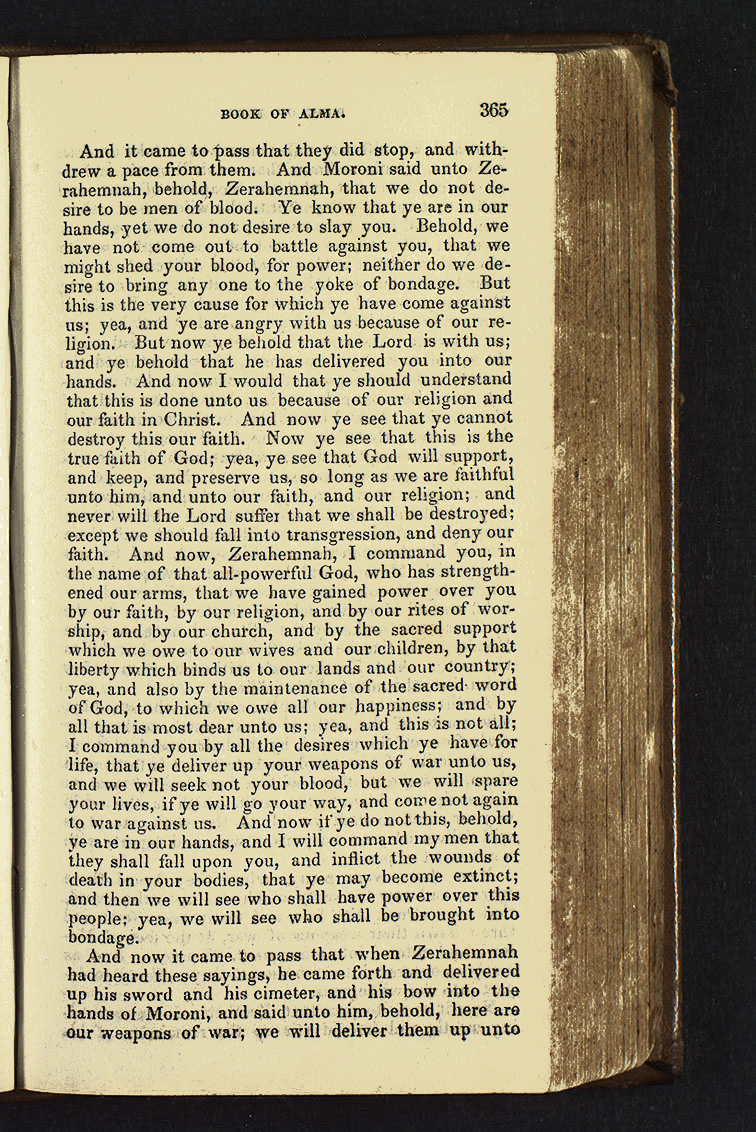 BOOK OF ALMA. 365
And it came to pass that they did stop, and with-
drew a pace from them. And Moroni said unto Ze-
rahemnah, behold, Zerahemnah, that we do not de-
sire to be men of blood. Ye know that ye are in our
hands, yet we do not desire to slay you. Behold, we
have not come out to battle against you, that we
might shed your blood, for power; neither do we de-
sire to bring any one to the yoke of bondage. But
this is the very cause for which ye have come against
us; yea, and ye are angry with us because of our re-
ligion. But now ye behold that the Lord is with us;
and ye behold that he has delivered you into our
hands. And now I would that ye should understand
that this is done unto us because of our religion and
our faith in Christ. And now ye see that ye cannot
destroy this our faith. Now ye see that this is the
true faith of God; yea, ye see that God will support,
and keep, and preserve us, so long as we are faithful
unto him, and unto our faith, and our religion; and
never will the Lord suffer that we shall be destroyed;
except we should fall into transgression, and deny our
faith. And now, Zerahemnah, I command you, in
the name of that all-powerful God, who has strength-
ened our arms, that we have gained power over you
by our faith, by our religion, and by our rites of wor-
ship, and by our church, and by the sacred support
which we owe to our wives and our children, by that
liberty which binds us to our lands and our country;
yea, and also by the maintenance of the sacred word
of God, to which we owe all our happiness; and by
all that is most dear unto us; yea, and this is not all;
I command you by all the desires which ye have for
life, that ye deliver up your weapons of war unto us,
and we will seek not your blood, but we will spare
your lives, if ye will go your way, and come not again
to war against us. And now if ye do not this, behold,
ye are in our hands, and I will command my men that
they shall fall upon you, and inflict the wounds of
death in your bodies, that ye may become extinct;
and then we will see who shall have power over this
people; yea, we will see who shall be brought into
bondage.
And now it came to pass that when Zerahemnah
had heard these sayings, he came forth and delivered
up his sword and his cimeter, and his bow into the
hands of Moroni, and said unto him, behold, here are
our weapons of war; we will deliver them up unto